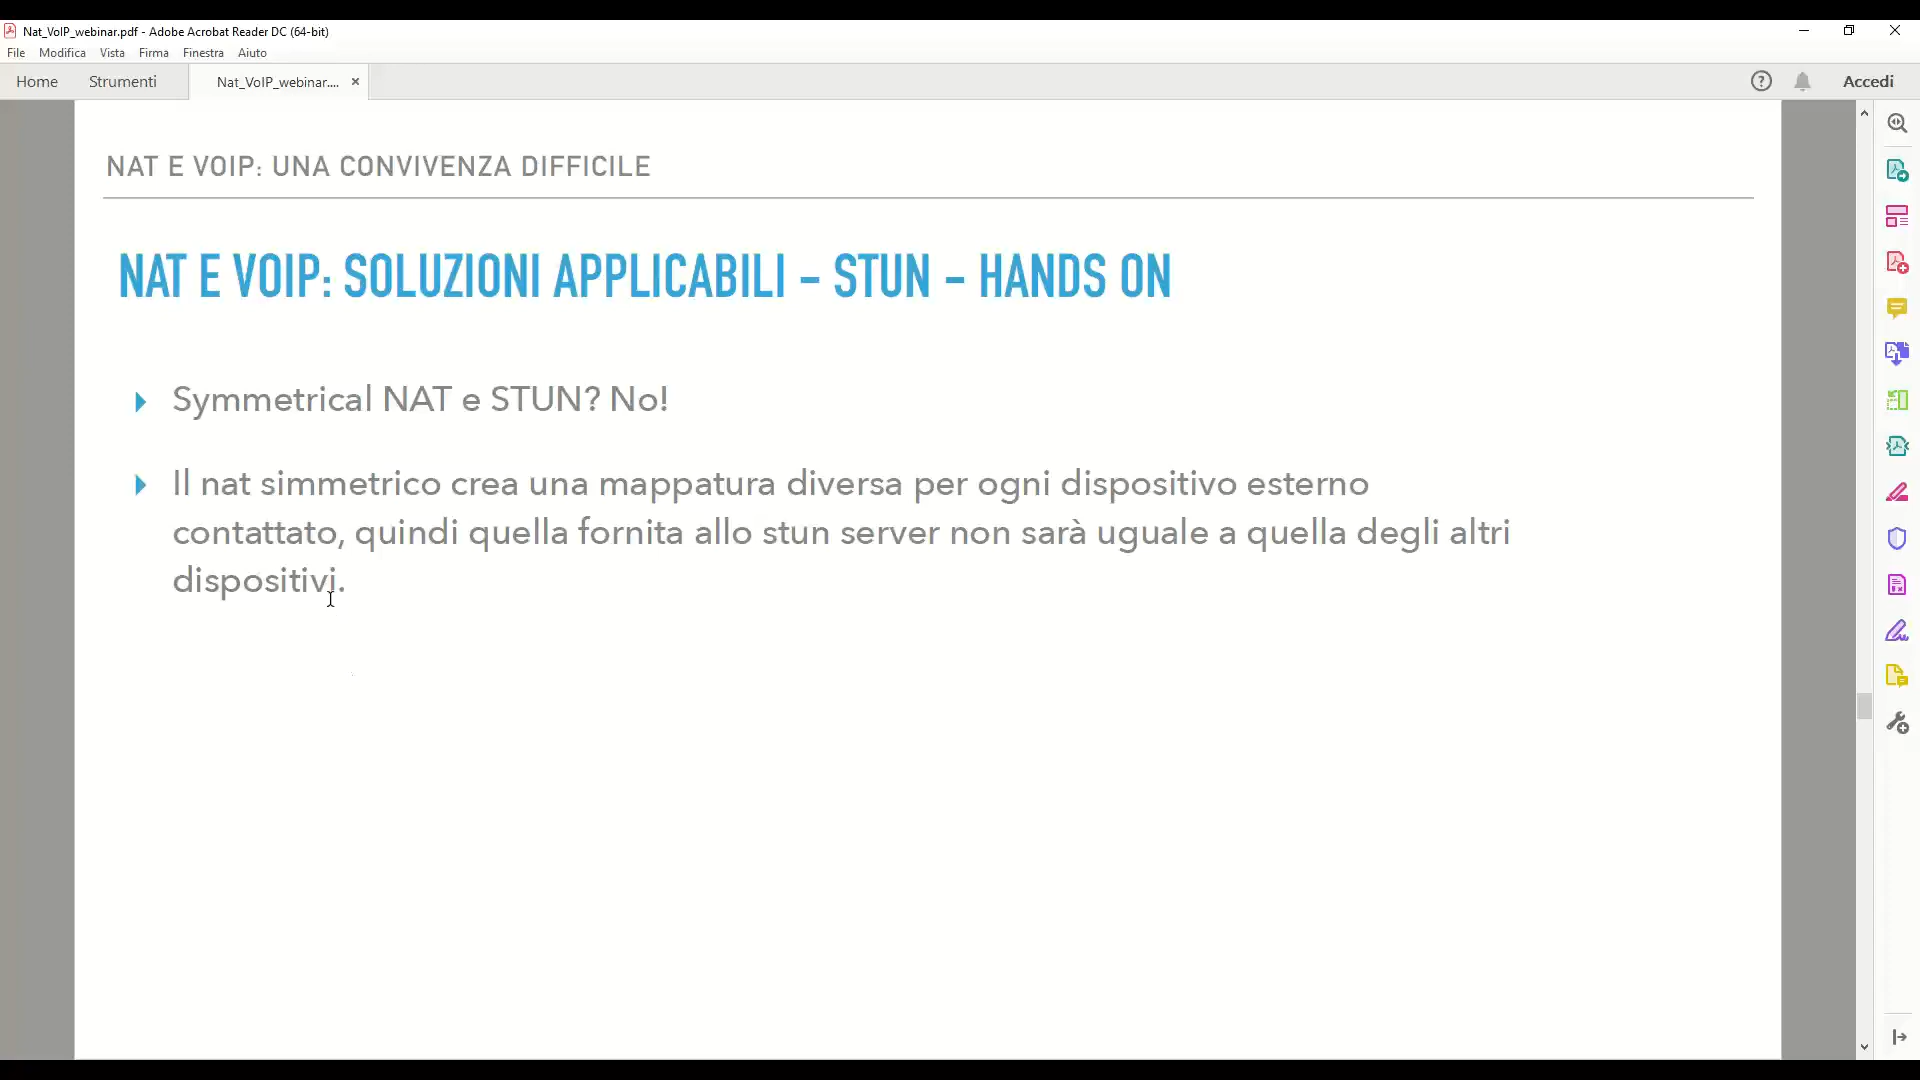 Nat_VoIP_webinar.pdf - Adobe Acrobat Reader DC (64-bit)
File Modifica Vista Firma Finestra Aiuto
Home Strumenti Nat_VoIP_webinar.... Accedi
NAT E VOIP: UNA CONVIVENZA DIFFICILE
NAT E VOIP: SOLUZIONI APPLICABILI – STUN – HANDS ON
Symmetrical NAT e STUN? No!
Il nat simmetrico crea una mappatura diversa per ogni dispositivo esterno
contattato, quindi quella fornita allo stun server non sarà uguale a quella degli altri
dispositivi.